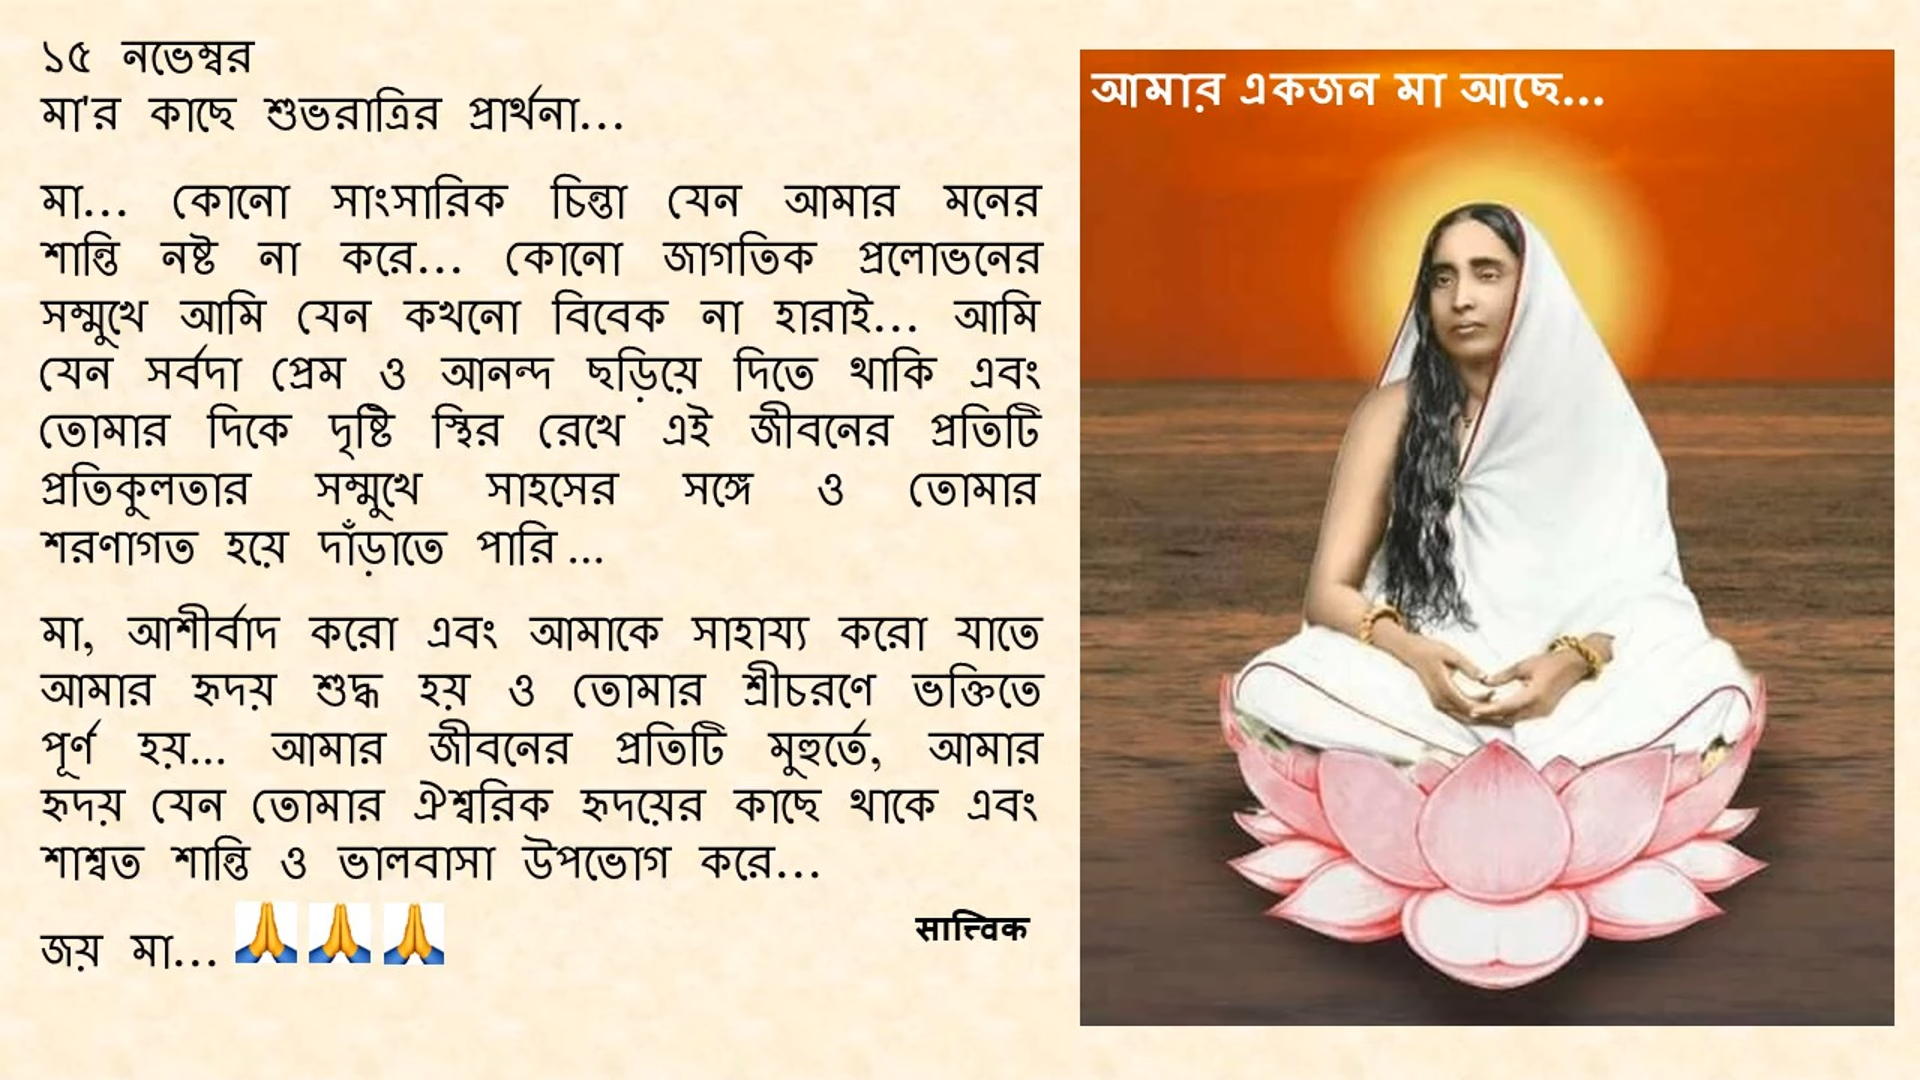 ১৫ নভেম্বর
মা'র কাছে শুভরাত্রির প্রার্থনা...
মা... কোনো সাংসারিক চিন্তা যেন আমার মনের
শান্তি নষ্ট না করে... কোনো জাগতিক প্রলোভনের
সম্মুখে আমি যেন কখনো বিবেক না হারাই... আমি
যেন সর্বদা প্রেম ও আনন্দ ছড়িয়ে দিতে থাকি এবং
তোমার দিকে দৃষ্টি স্থির রেখে এই জীবনের প্রতিটি
প্রতিকুলতার সম্মুখে সাহসের সঙ্গে ও তোমার
শরণাগত হয়ে দাঁড়াতে পারি...
মা, আশীর্বাদ করো এবং আমাকে সাহায্য করো যাতে
আমার হৃদয় শুদ্ধ হয় ও তোমার শ্রীচরণে ভক্তিতে
পূর্ণ হয়... আমার জীবনের প্রতিটি মুহুর্তে, আমার
হৃদয় যেন তোমার ঐশ্বরিক হৃদয়ের কাছে থাকে এবং
শাশ্বত শান্তি ও ভালবাসা উপভোগ করে...
জয় মা... 🙏🙏🙏
सात्त्विक
আমার একজন মা আছে...